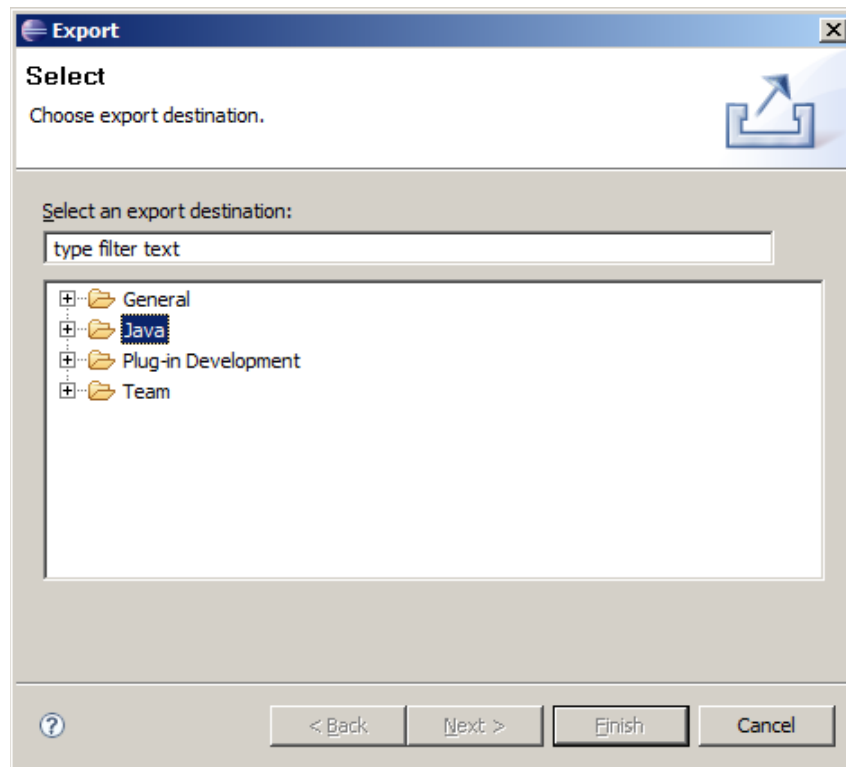 Export
Select
Choose export destination.
Select an export destination:
type filter text
General
Java
Plug-in Development
Team
< Back Next > Finish Cancel